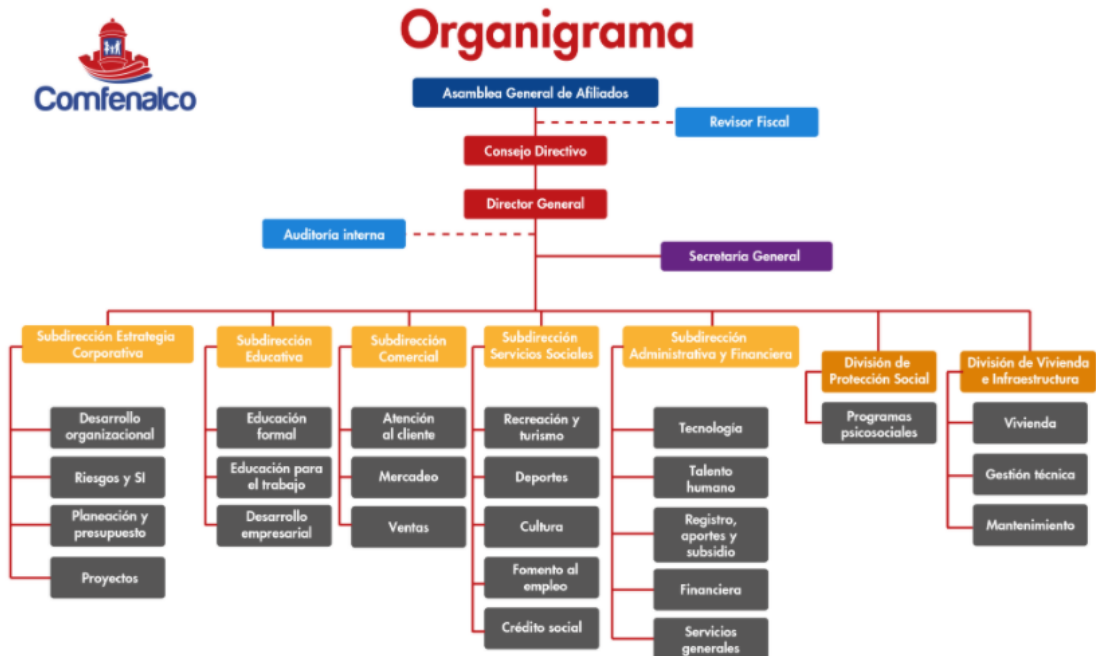 Organigrama
Comfenalco
Asamblea General de Afiliados
Revisor Fiscal
Consejo Directivo
Director General
Auditoría interna
Secretaria General
Subdirección Estrategia
Corporativa
Desarrollo
organizacional
Riesgos y SI
Planeación y
presupuesto
Proyectos
Subdirección
Educativa
Educación
formal
Educación para
el trabajo
Desarrollo
empresarial
Subdirección
Comercial
Atención
al cliente
Mercadeo
Ventas
Subdirección
Servicios Sociales
Recreación y
turismo
Deportes
Cultura
Fomento al
empleo
Crédito social
Subdirección
Administrativa y Financiera
Tecnología
Talento
humano
Registro,
aportes y
subsidio
Financiera
Servicios
generales
División de
Protección Social
Programas
psicosociales
División de Vivienda
e Infraestructura
Vivienda
Gestión técnica
Mantenimiento